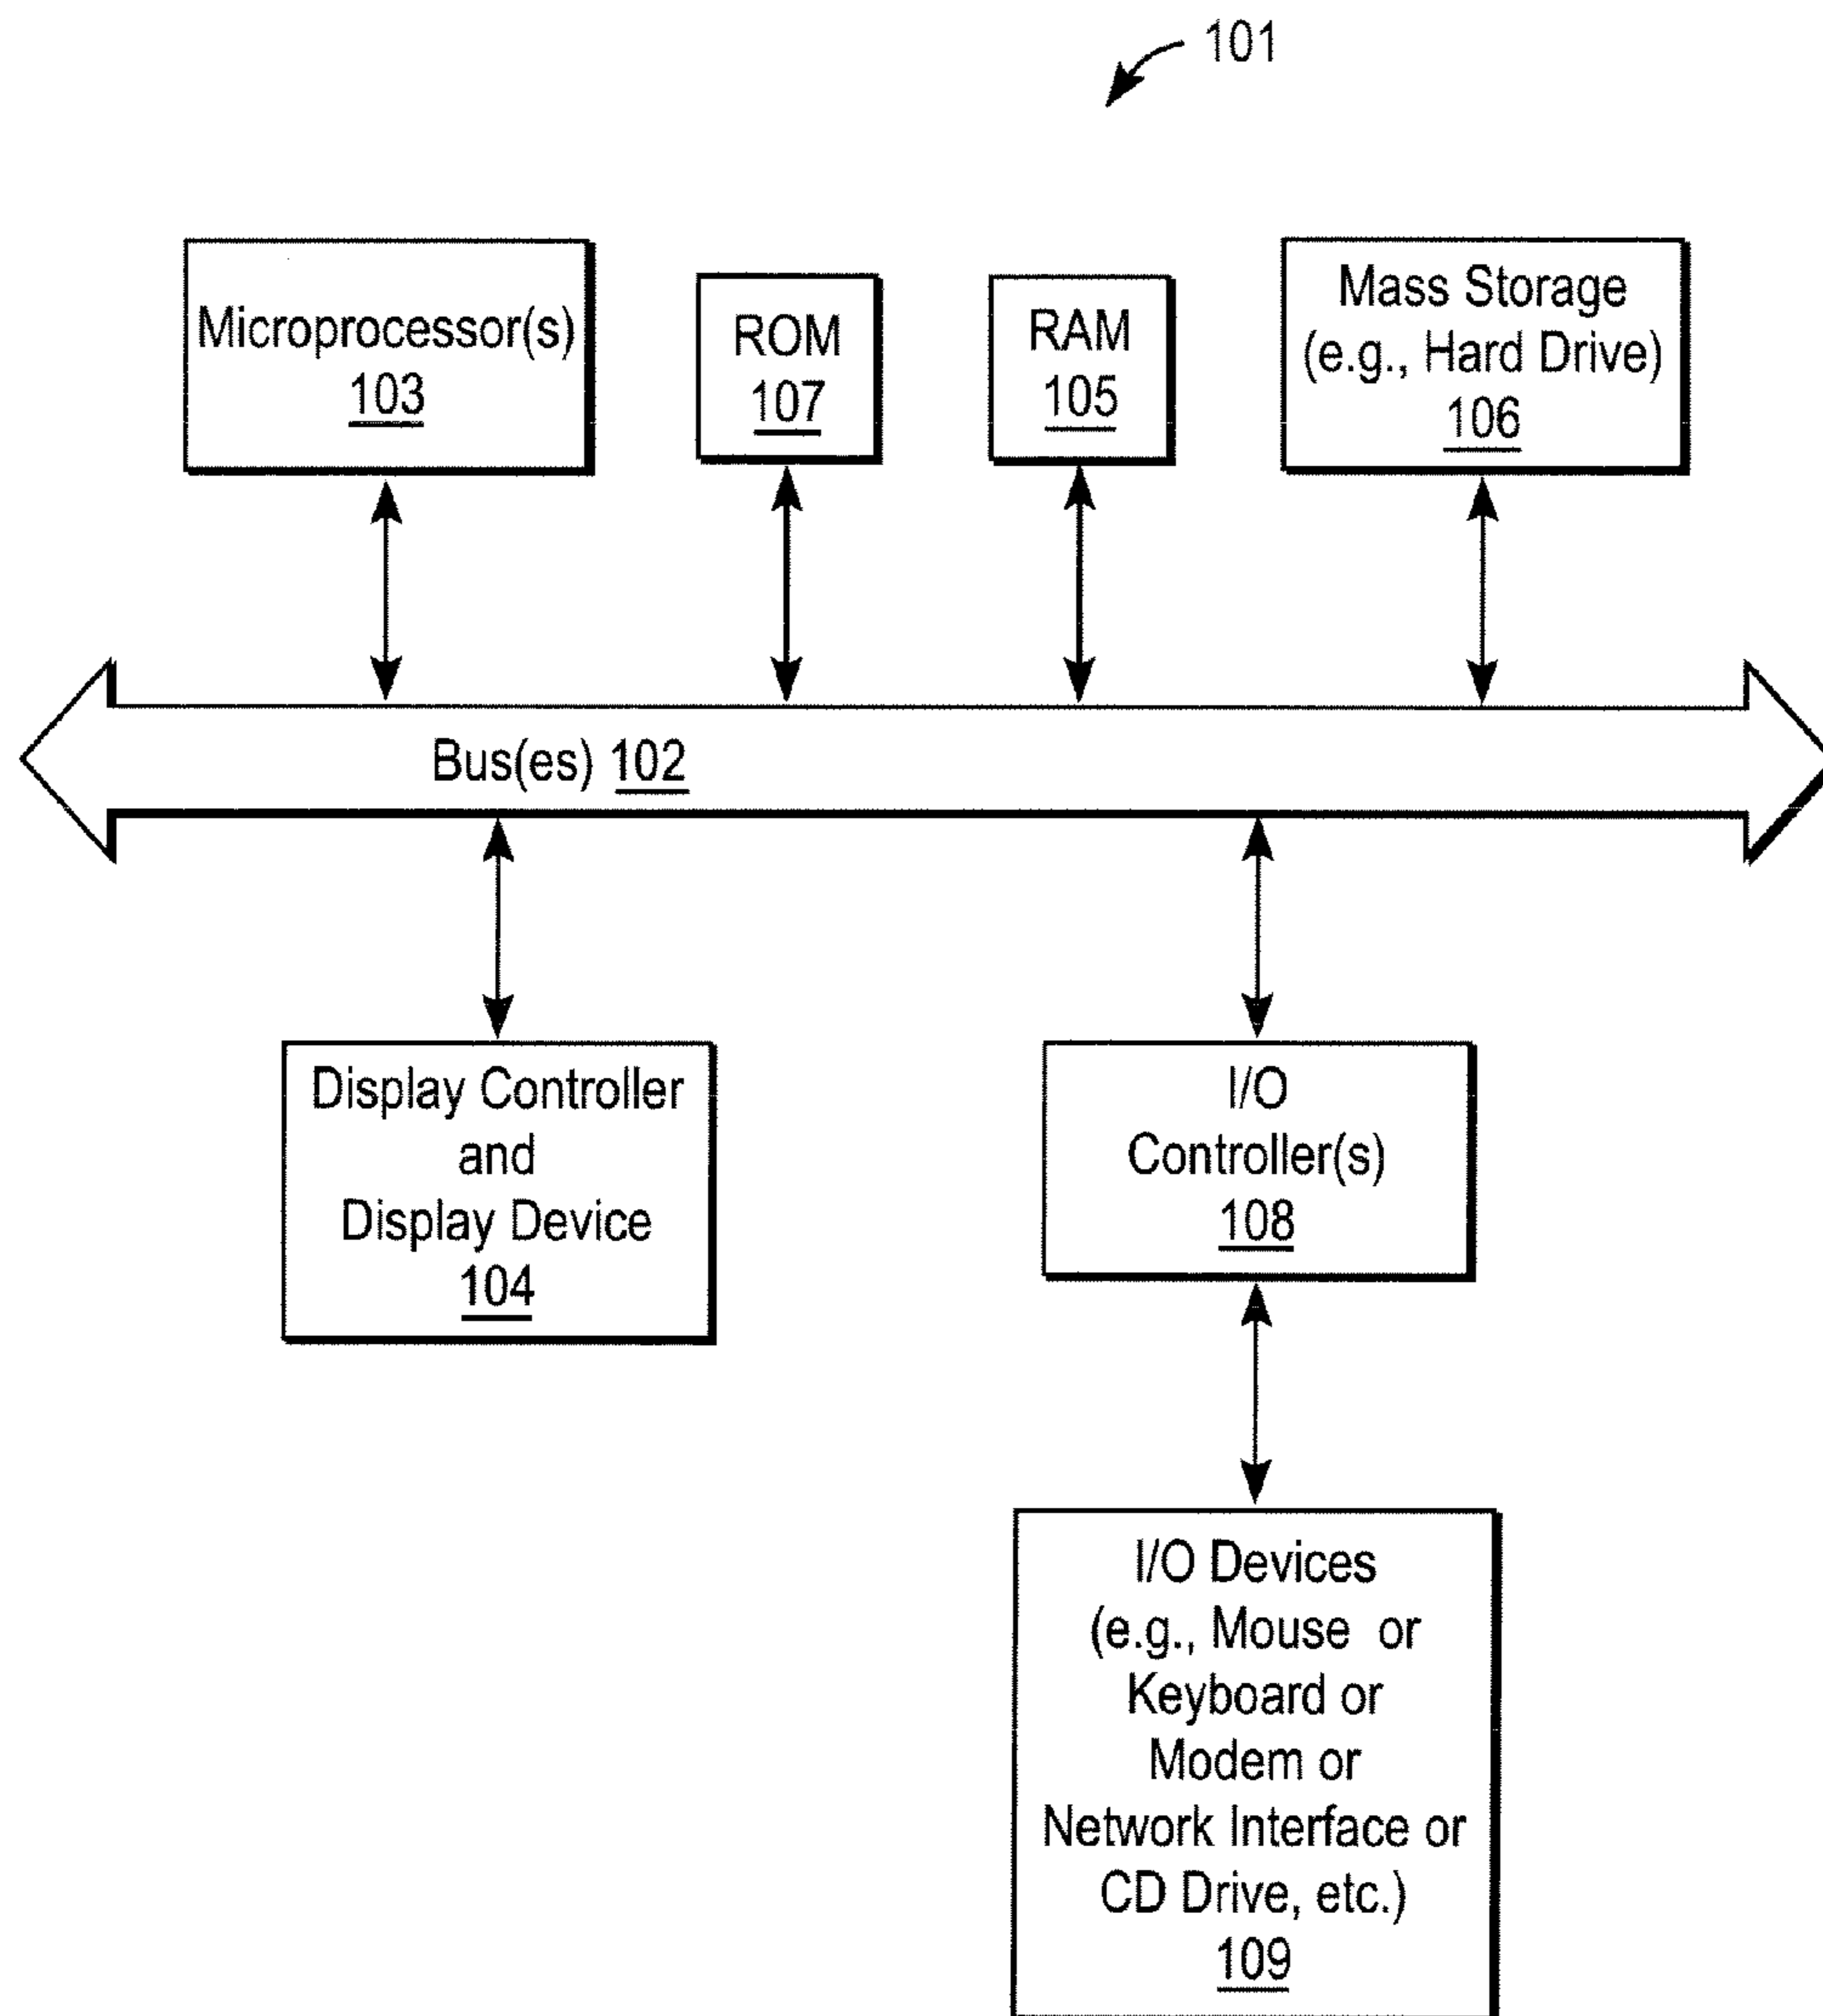 101
Microprocessor(s)
103
ROM
107
RAM
105
Mass Storage
(e.g., Hard Drive)
106
Bus(es) 102
Display Controller
and
Display Device
104
I/O
Controller(s)
108
I/O Devices
(e.g., Mouse or
Keyboard or
Modem or
Network Interface or
CD Drive, etc.)
109